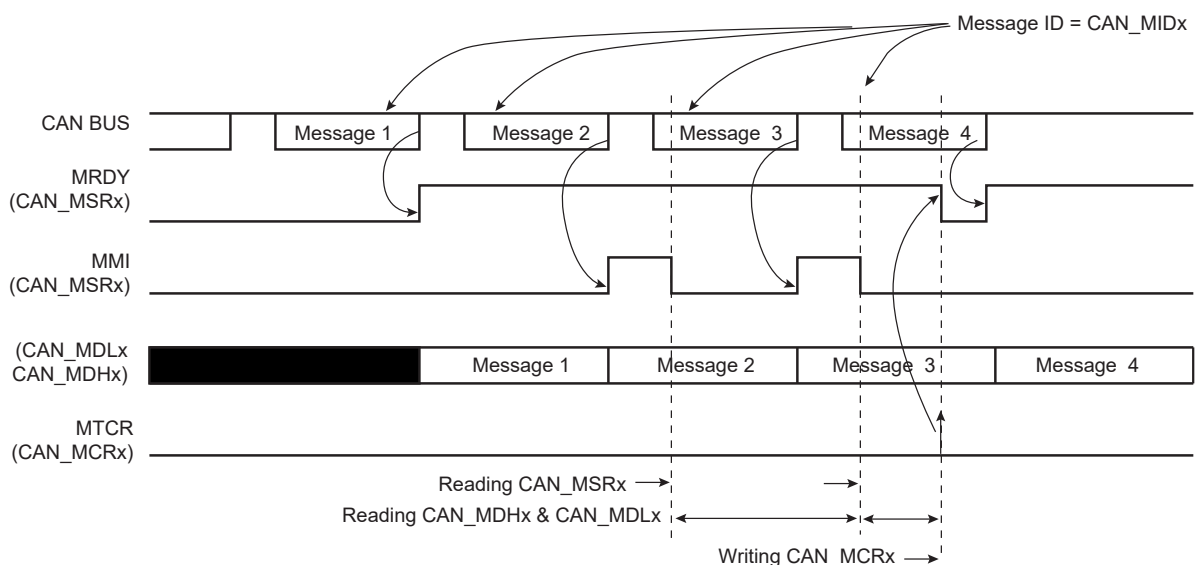 Message ID = CAN_MIDx
CAN BUS
Message 1
Message 2
Message 3
Message 4
MRDY
(CAN_MSRx)
MMI
(CAN_MSRx)
(CAN_MDLx
CAN_MDHx)
Message 1
Message 2
Message 3
Message 4
MTCR
(CAN_MCRx)
Reading CAN_MSRx
Reading CAN_MDHx & CAN_MDLx
Writing CAN_MCRx